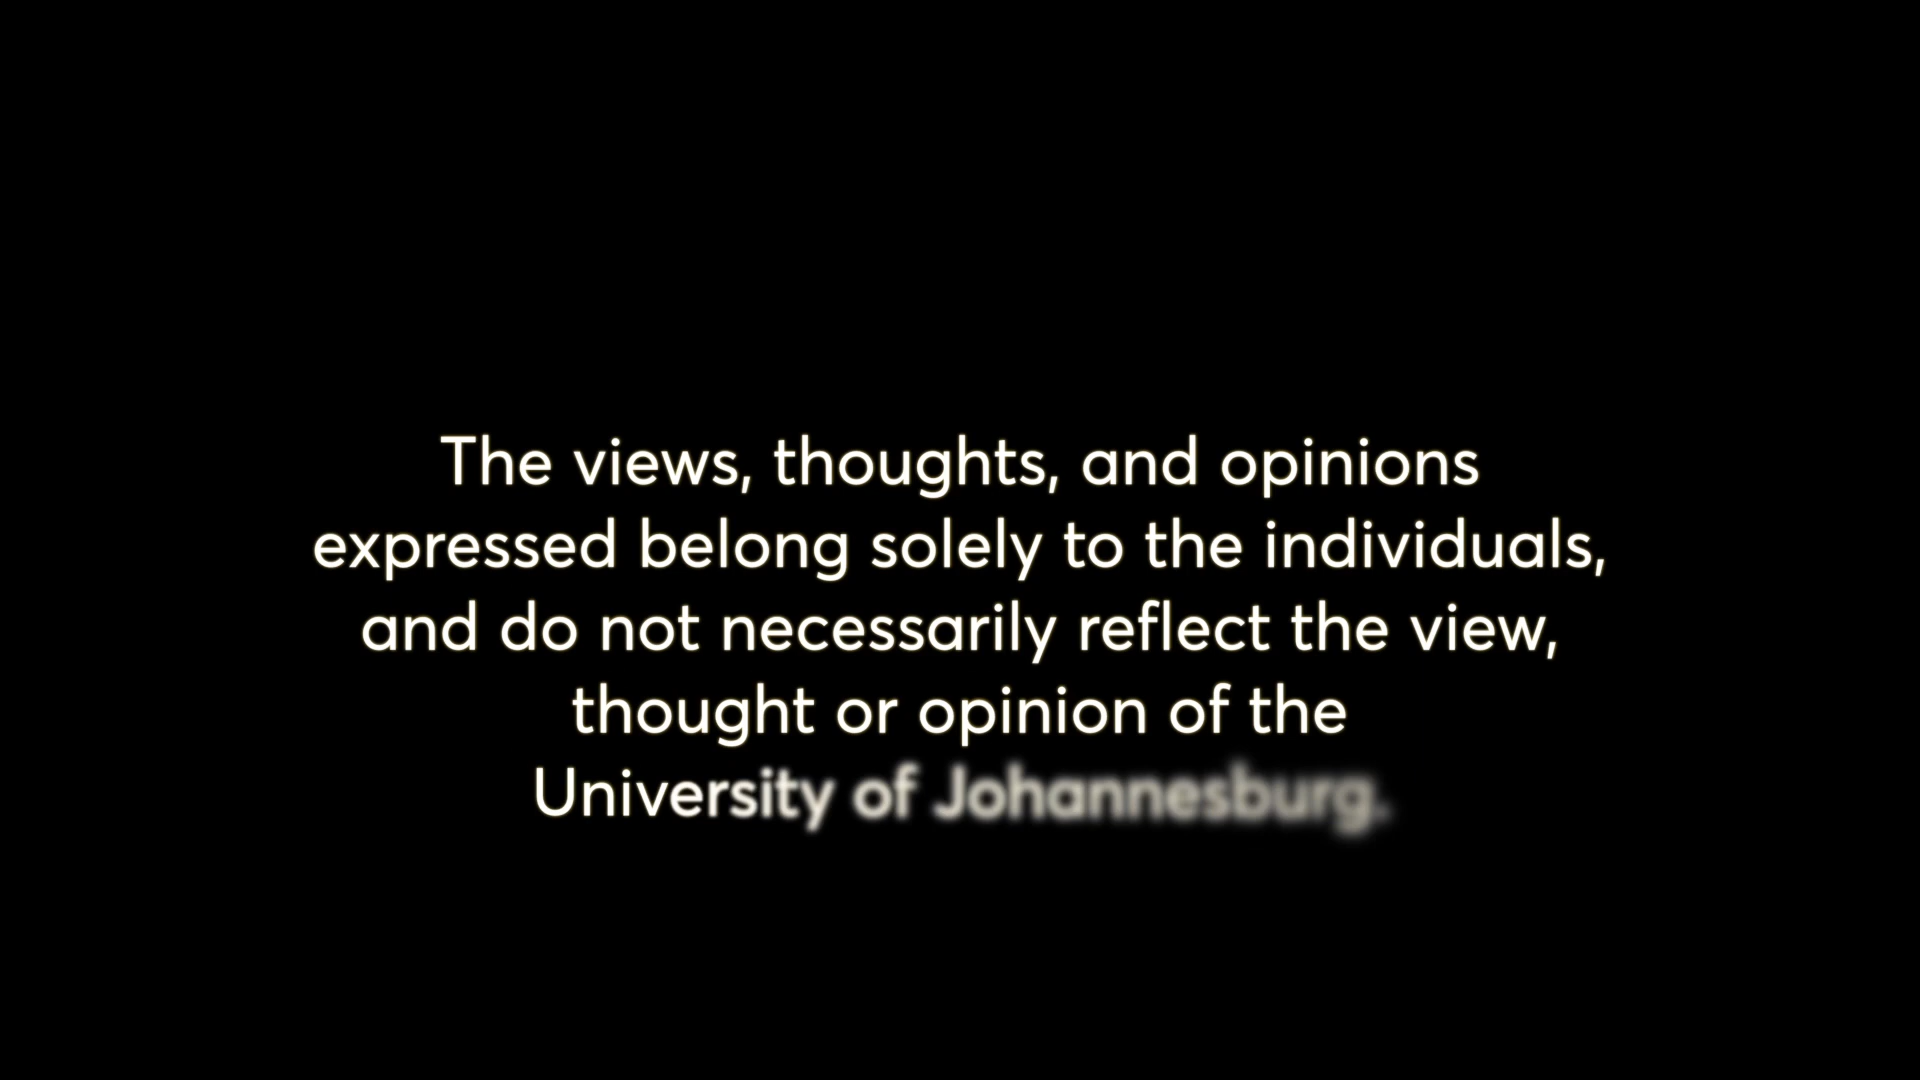 The views, thoughts, and opinions
expressed belong solely to the individuals,
and do not necessarily reflect the view,
thought or opinion of the
University of Johannesburg.